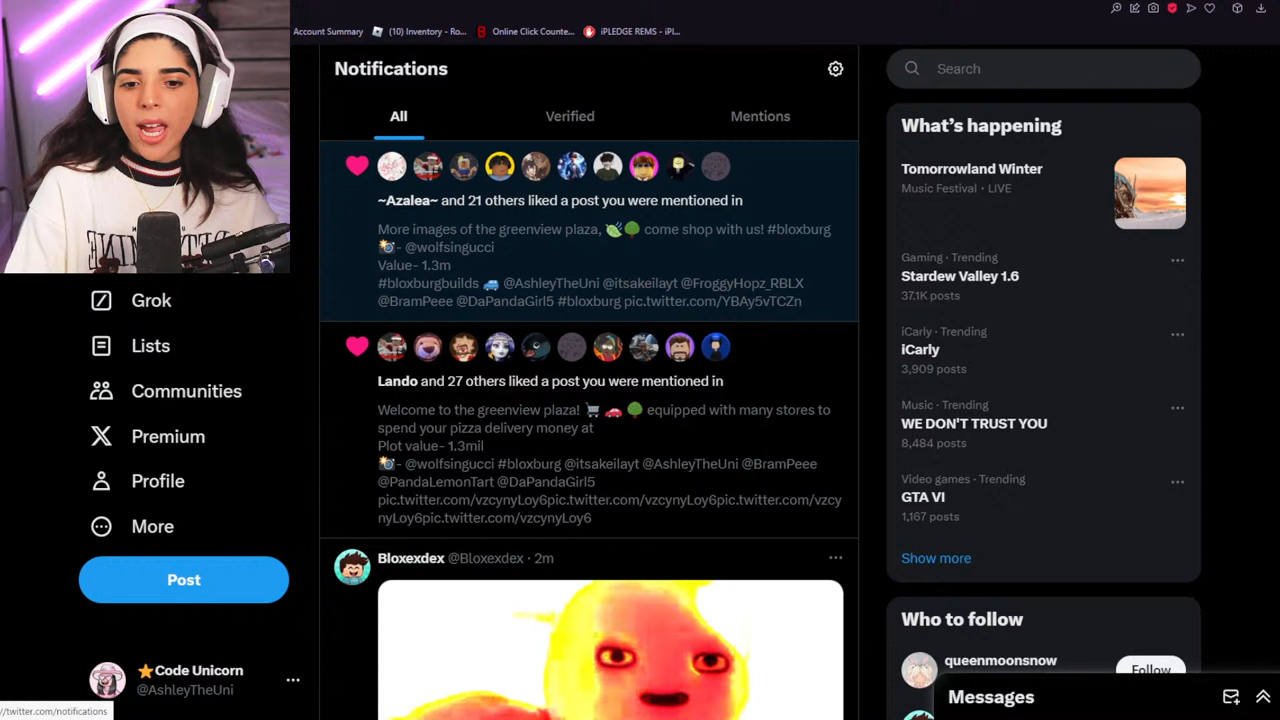 Account Summary
(10) Inventory - Ro...
Online Click Counte...
iPLEDGE REMS - iPl...
Notifications
All
Verified
Mentions
~Azalea~ and 21 others liked a post you were mentioned in
More images of the greenview plaza, 🍃🌳 come shop with us! #bloxburg
📸- @wolfsingucci
Value- 1.3m
#bloxburgbuilds 🚙 @AshleyTheUni @itsakeilayt @FroggyHopz_RBLX
@BramPeee @DaPandaGirl5 #bloxburg pic.twitter.com/YBAy5vTCZn
Lando and 27 others liked a post you were mentioned in
Welcome to the greenview plaza! 🛒 🚗 🌳 equipped with many stores to
spend your pizza delivery money at
Plot value- 1.3mil
📸- @wolfsingucci #bloxburg @itsakeilayt @AshleyTheUni @BramPeee
@PandaLemonTart @DaPandaGirl5
pic.twitter.com/vzcynyLoy6pic.twitter.com/vzcynyLoy6pic.twitter.com/vzcy
nyLoy6pic.twitter.com/vzcynyLoy6
Bloxexdex @Bloxexdex · 2m
Grok
Lists
Communities
Premium
Profile
More
Post
⭐Code Unicorn
@AshleyTheUni
//twitter.com/notifications
Search
What's happening
Tomorrowland Winter
Music Festival · LIVE
Gaming · Trending
Stardew Valley 1.6
37.1K posts
iCarly · Trending
iCarly
3,909 posts
Music · Trending
WE DON'T TRUST YOU
8,484 posts
Video games · Trending
GTA VI
1,167 posts
Show more
Who to follow
queenmoonsnow
Follow
Messages